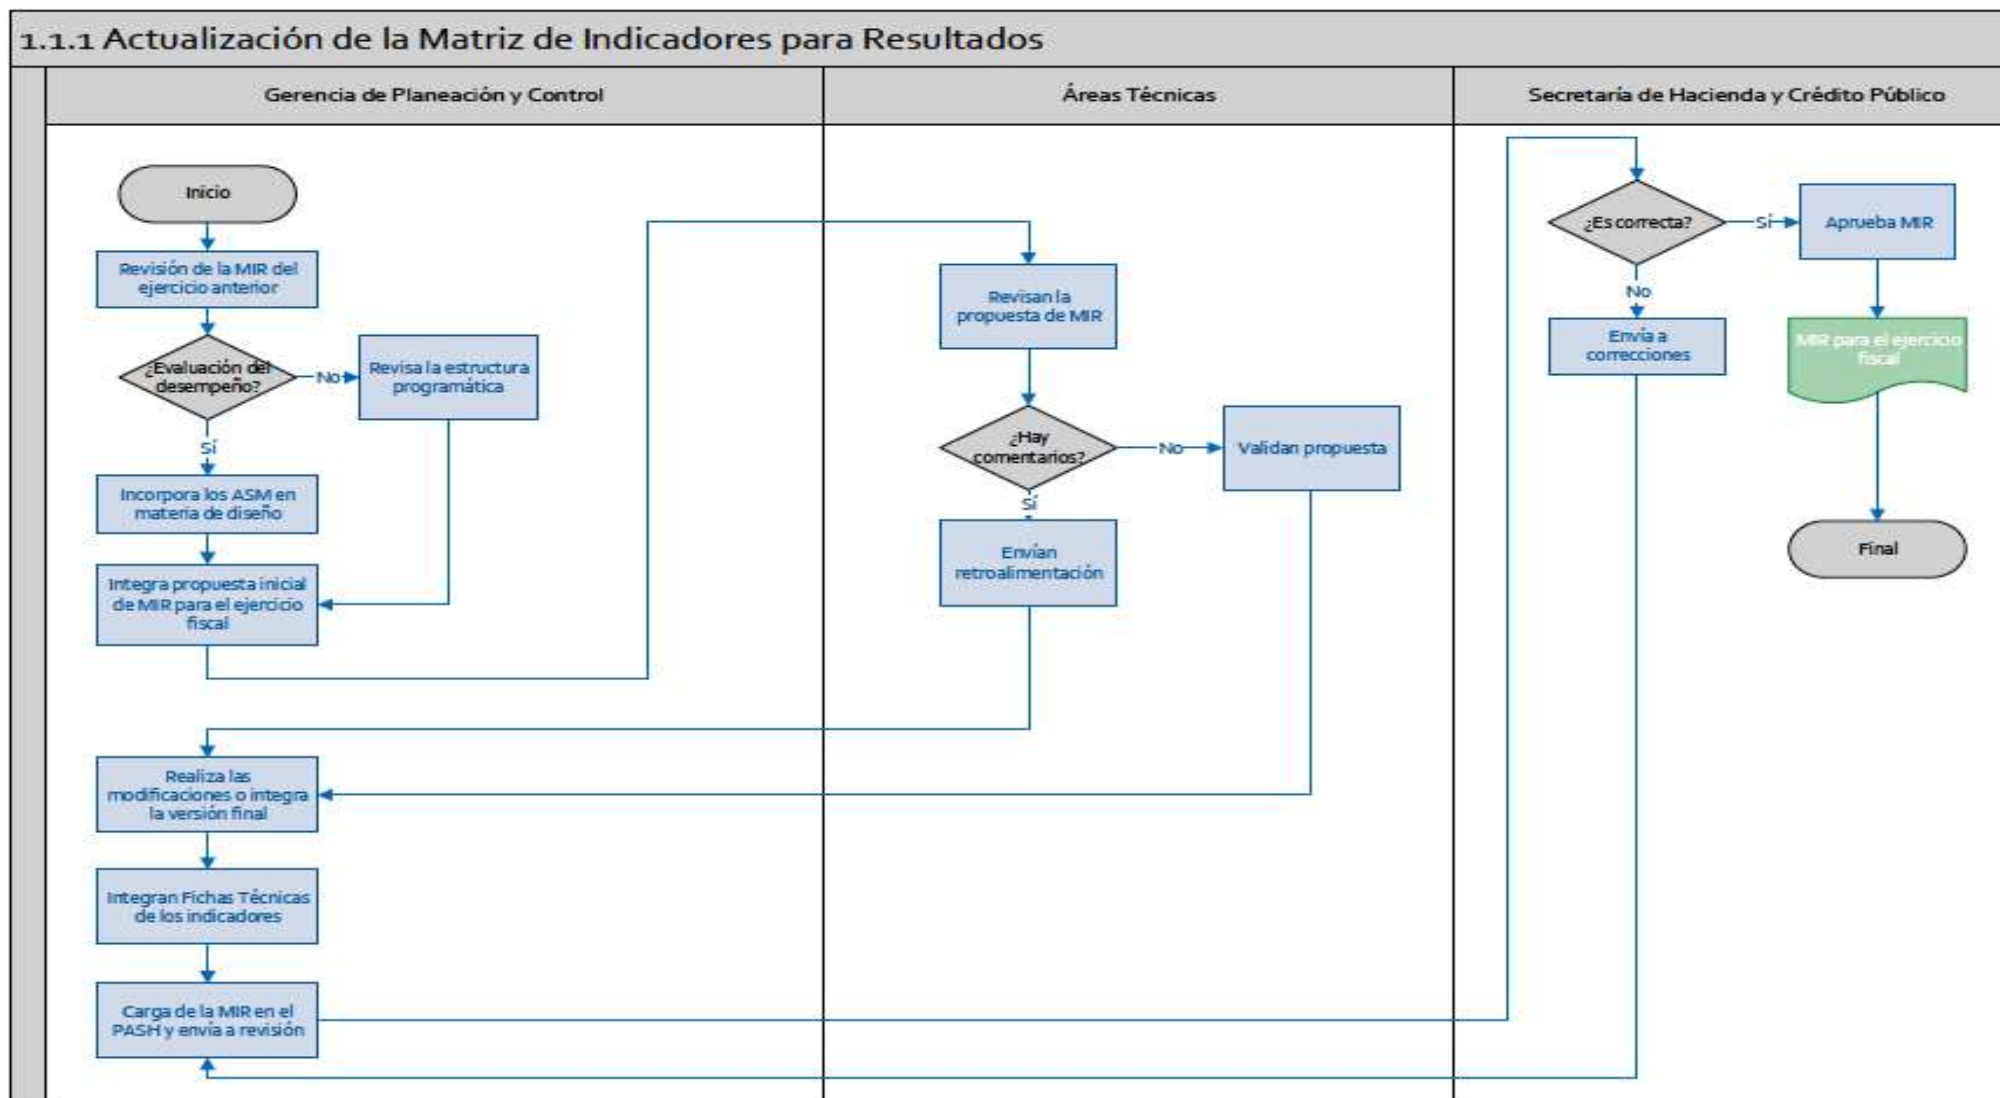 1.1.1 Actualización de la Matriz de Indicadores para Resultados
Gerencia de Planeación y Control
Áreas Técnicas
Secretaría de Hacienda y Crédito Público
Inicio
Revisión de la MIR del
ejercicio anterior
¿Evaluación del
desempeño?
No
Revisa la estructura
programática
Sí
Incorpora los ASM en
materia de diseño
Integra propuesta inicial
de MIR para el ejercicio
fiscal
Realiza las
modificaciones o integra
la versión final
Integran Fichas Técnicas
de los indicadores
Carga de la MIR en el
PASH y envía a revisión
Revisan la
propuesta de MIR
¿Hay
comentarios?
No
Validan propuesta
Sí
Envían
retroalimentación
¿Es correcta?
Sí
Aprueba MIR
No
Envía a
correcciones
MIR para el ejercicio
fiscal
Final